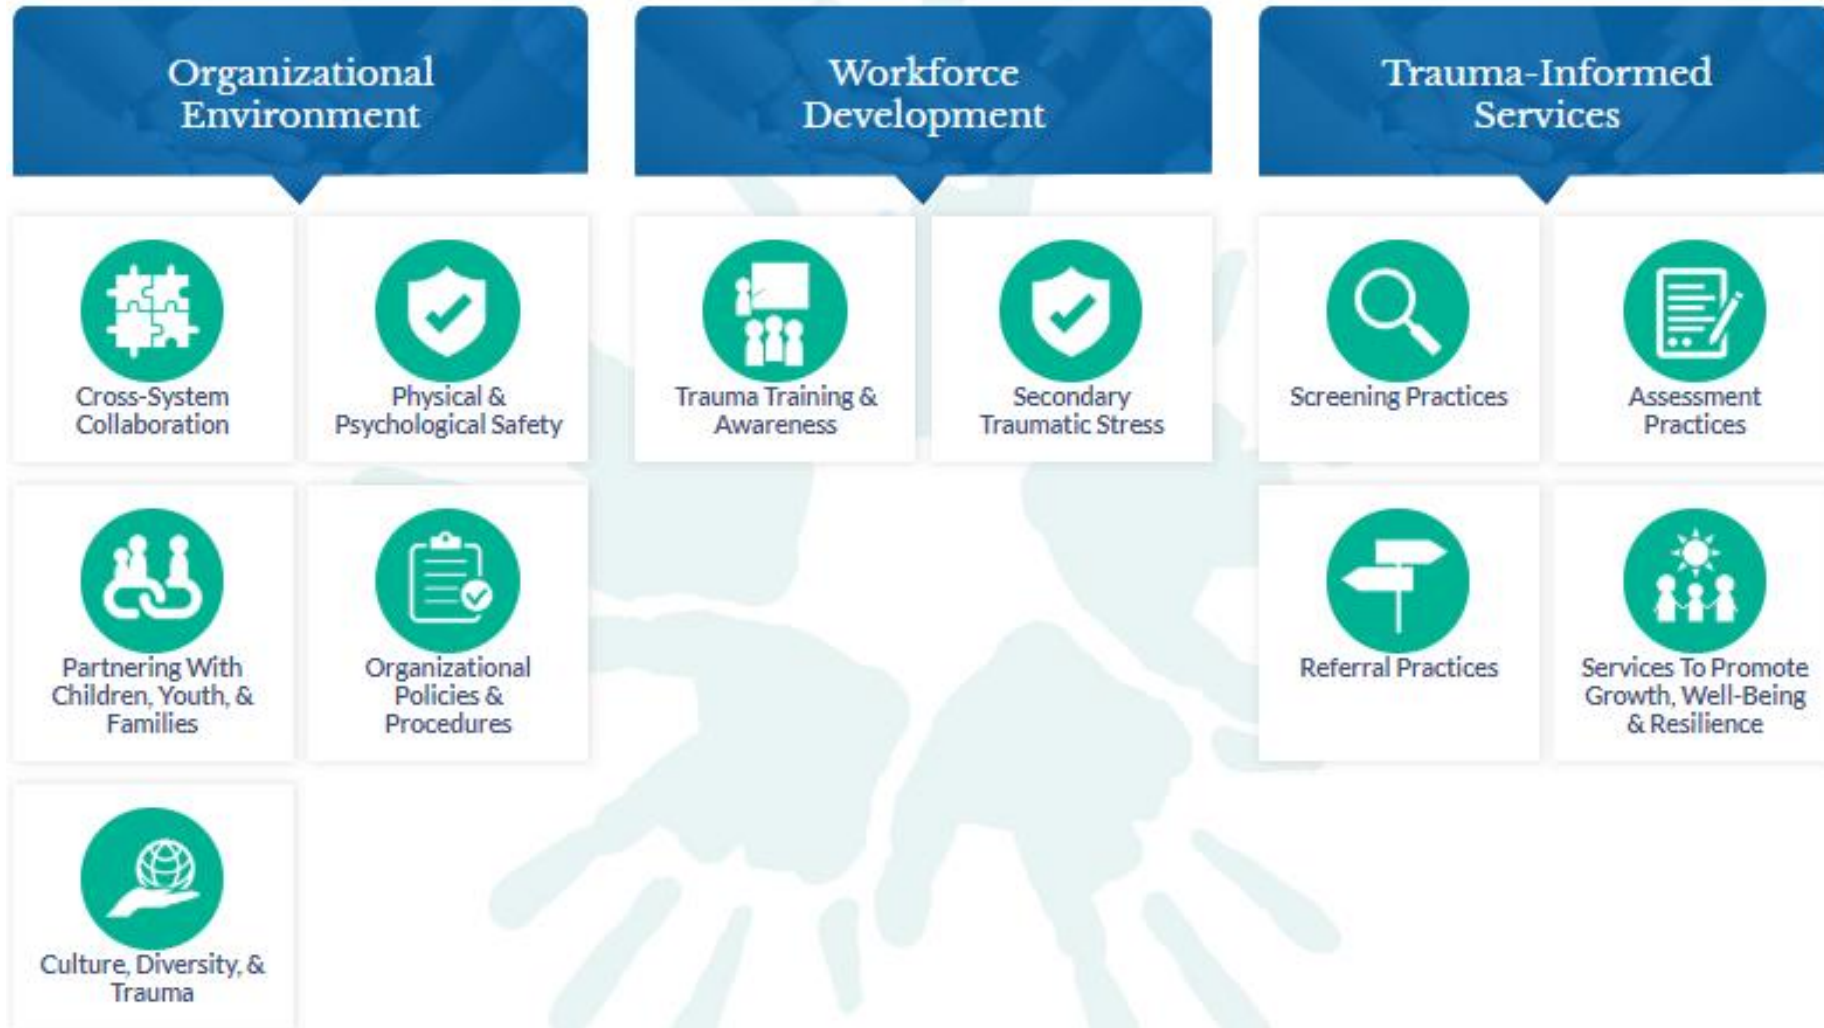 Organizational
Environment
Cross-System
Collaboration
Physical &
Psychological Safety
Partnering With
Children, Youth, &
Families
Organizational
Policies &
Procedures
Culture, Diversity, &
Trauma
Workforce
Development
Trauma Training &
Awareness
Secondary
Traumatic Stress
Trauma-Informed
Services
Screening Practices
Assessment
Practices
Referral Practices
Services To Promote
Growth, Well-Being
& Resilience